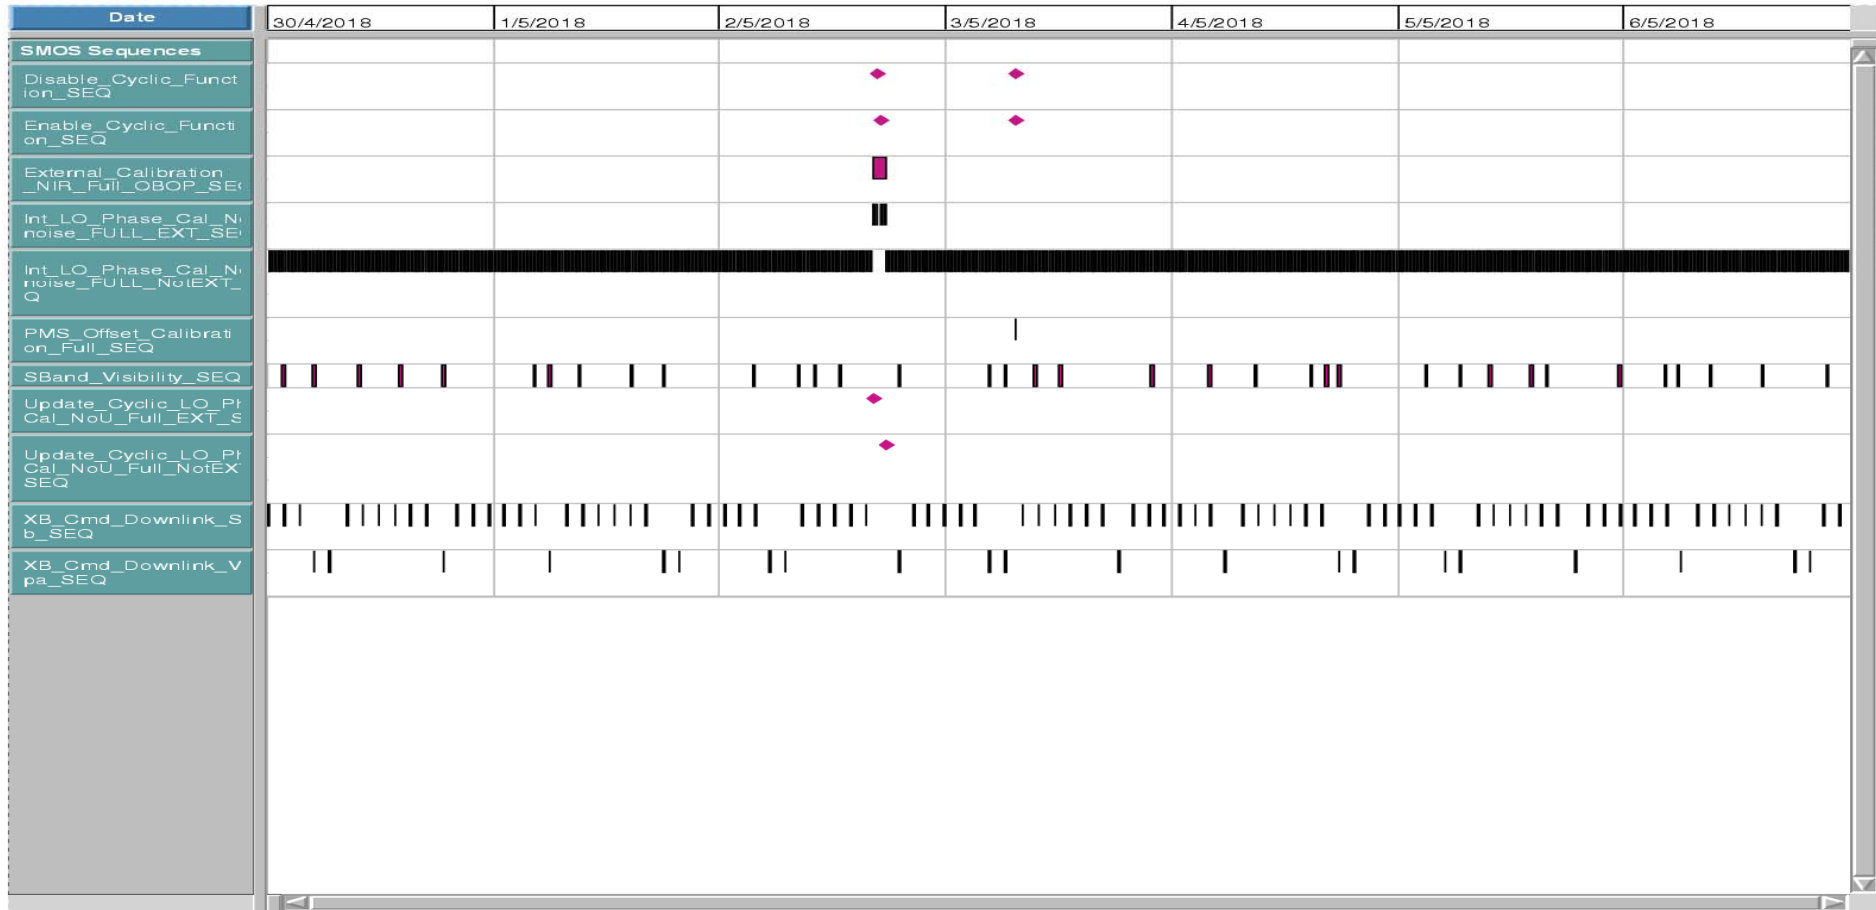 Date
30/4/2018 1/5/2018 2/5/2018 3/5/2018 4/5/2018 5/5/2018 6/5/2018
SMOS Sequences
Disable_Cyclic_Funct
ion_SEQ
Enable_Cyclic_Functi
on_SEQ
External_Calibration
_NIR_Full_OBOP_SE
Int_LO_Phase_Cal_N
noise_FULL_EXT_SE
Int_LO_Phase_Cal_N
noise_FULL_NotEXT_
Q
PMS_Offset_Calibrati
on_Full_SEQ
SBand_Visibility_SEQ
Update_Cyclic_LO_P
Cal_NoU_Full_EXT_S
Update_Cyclic_LO_P
Cal_NoU_Full_NotEX
SEQ
XB_Cmd_Downlink_S
b_SEQ
XB_Cmd_Downlink_V
pa_SEQ